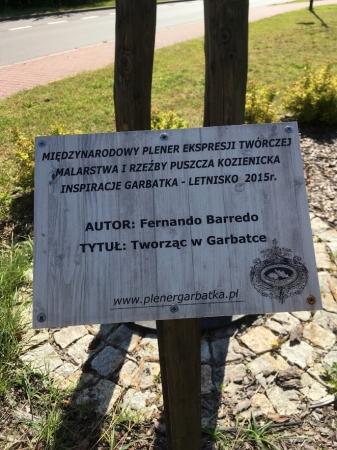 MIĘDZYNARODOWY PLENER EKSPRESJI TWÓRCZEJ
MALARSTWA I RZEŹBY PUSZCZA KOZIENICKA
INSPIRACJE GARBATKA - LETNISKO 2015r.
AUTOR: Fernando Barredo
TYTUŁ: Tworząc w Garbatce
www.plenergarbatka.pl